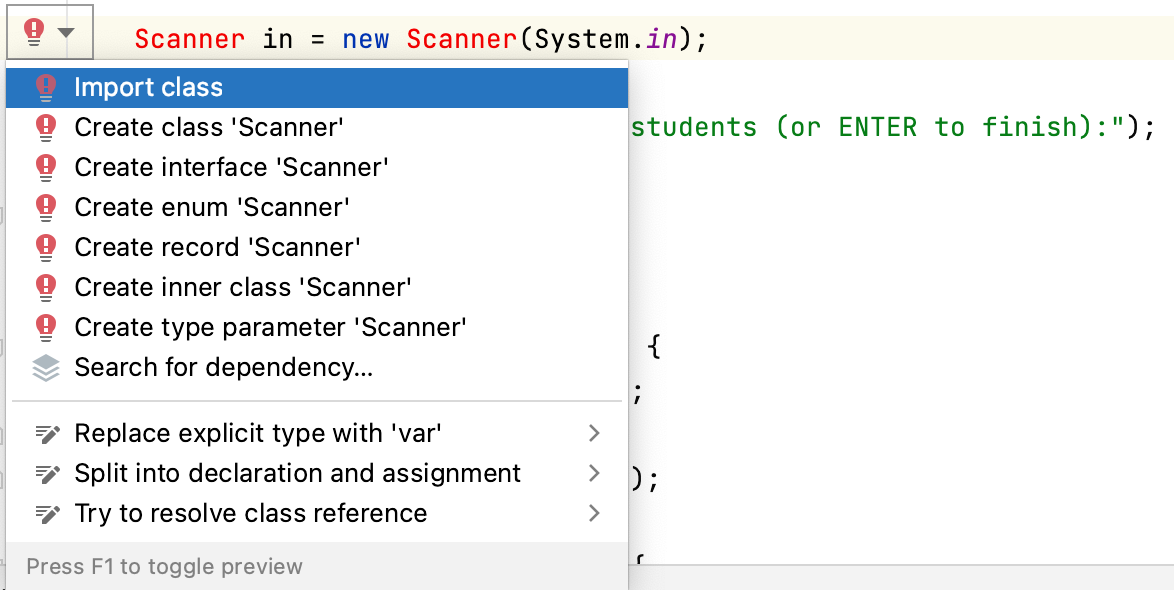 Scanner in = new Scanner(System.in);
Import class
Create class 'Scanner'
students (or ENTER to finish):");
Create interface 'Scanner'
Create enum 'Scanner'
Create record 'Scanner'
Create inner class 'Scanner'
Create type parameter 'Scanner'
{
Search for dependency...
;
Replace explicit type with 'var'
Split into declaration and assignment
);
Try to resolve class reference
Press F1 to toggle preview
{